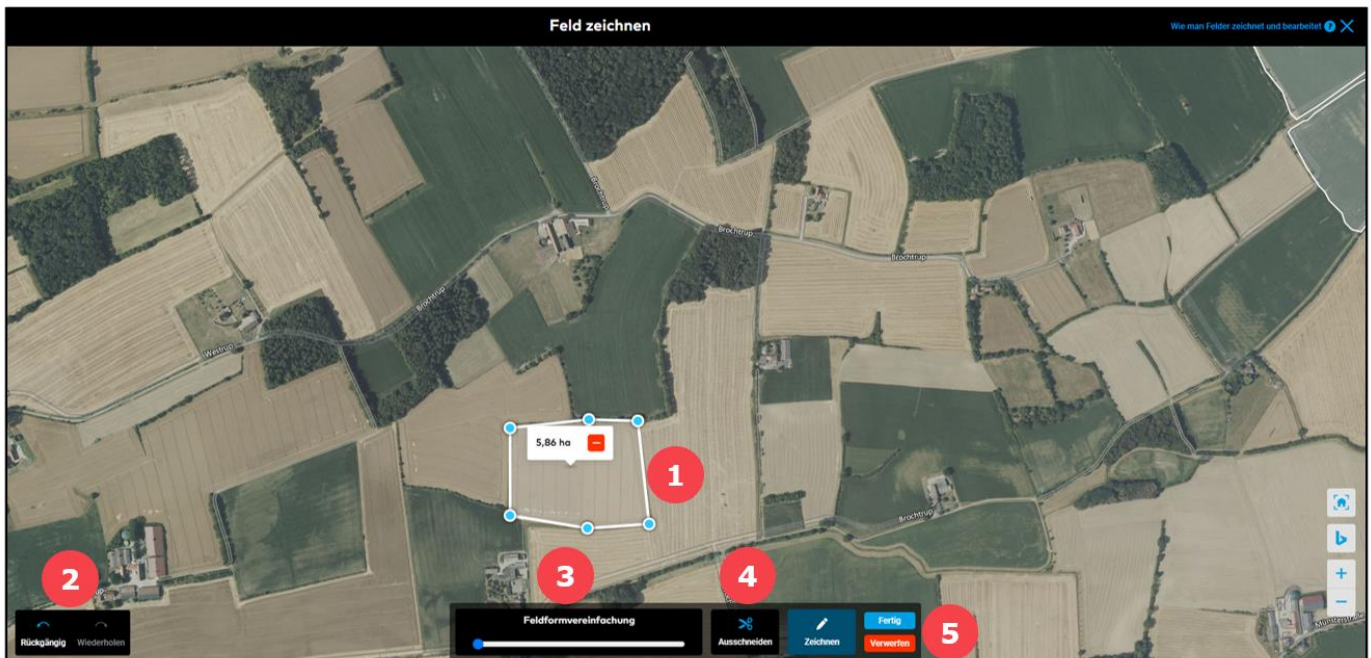 Feld zeichnen
Wie man Felder zeichnet und bearbeitet ?
Brochtrup
Brochtrup
Brochtrup
Brochtrup
Westrup
5,86 ha
1
Brochtrup
2
3
4
5
Rückgängig
Wiederholen
Feldformvereinfachung
Ausschneiden
Zeichnen
Fertig
Verwerfen
Münsterstraße